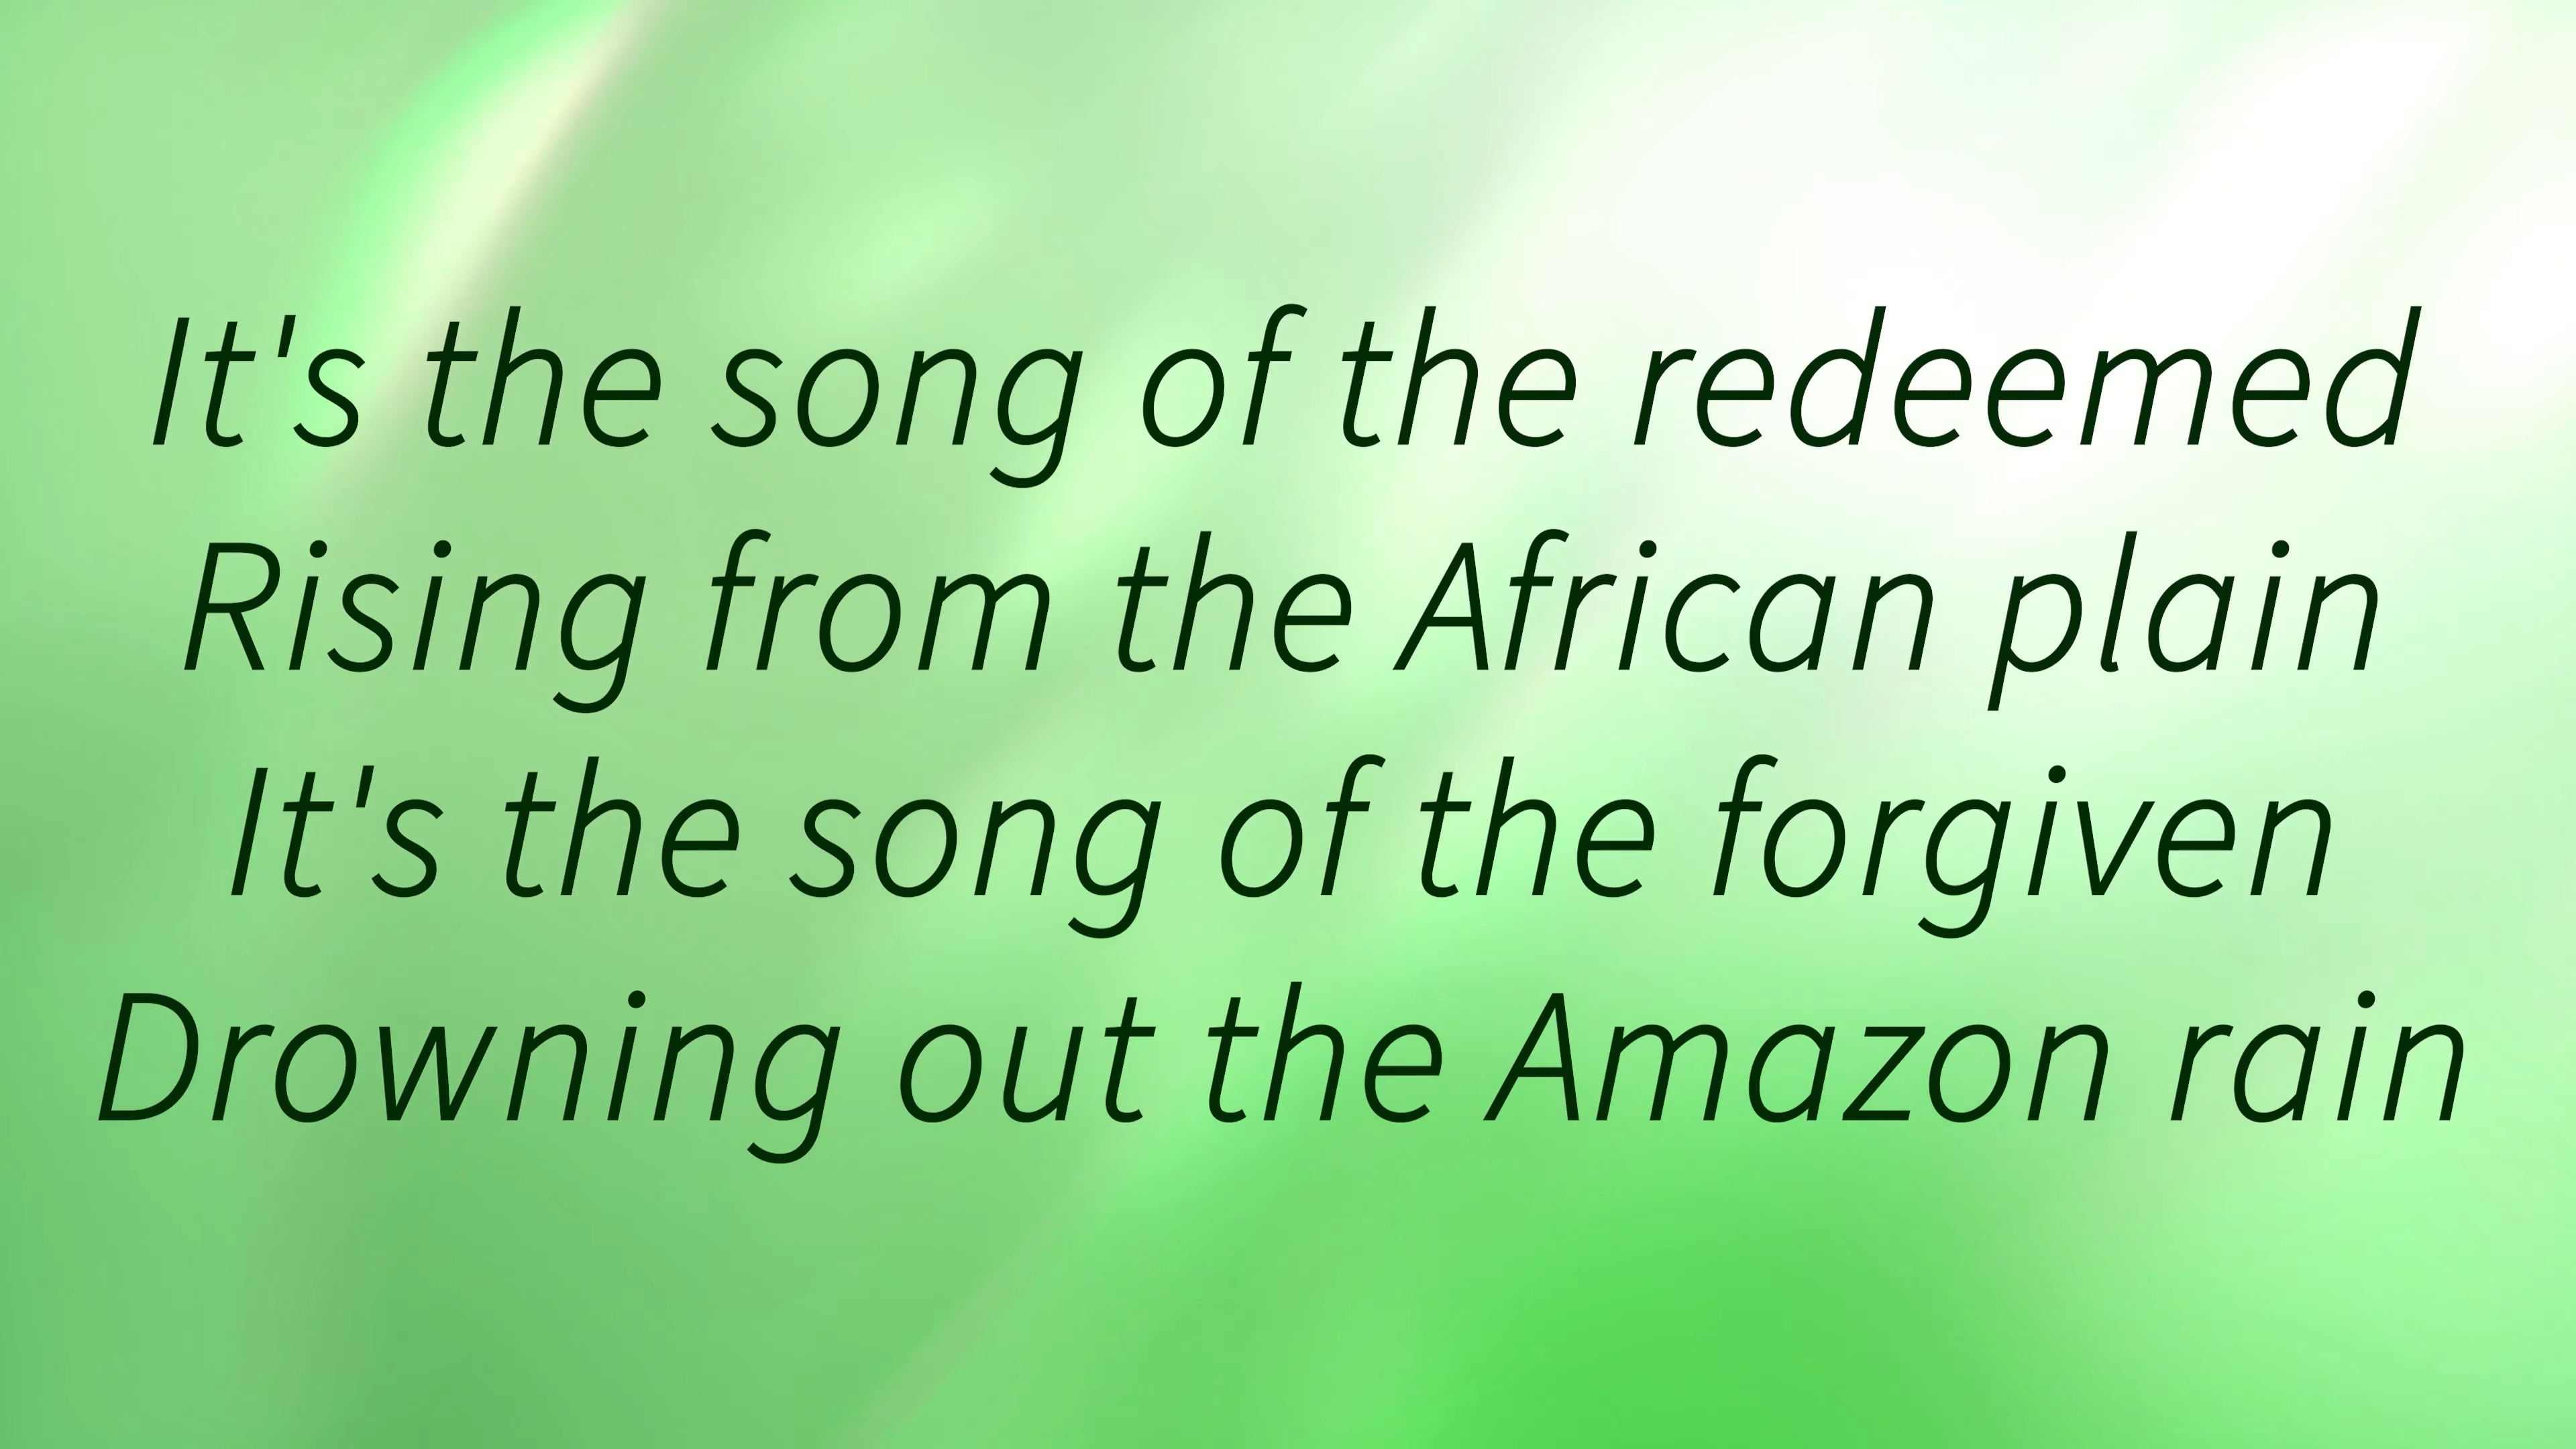 It's the song of the redeemed
Rising from the African plain
It's the song of the forgiven
Drowning out the Amazon rain